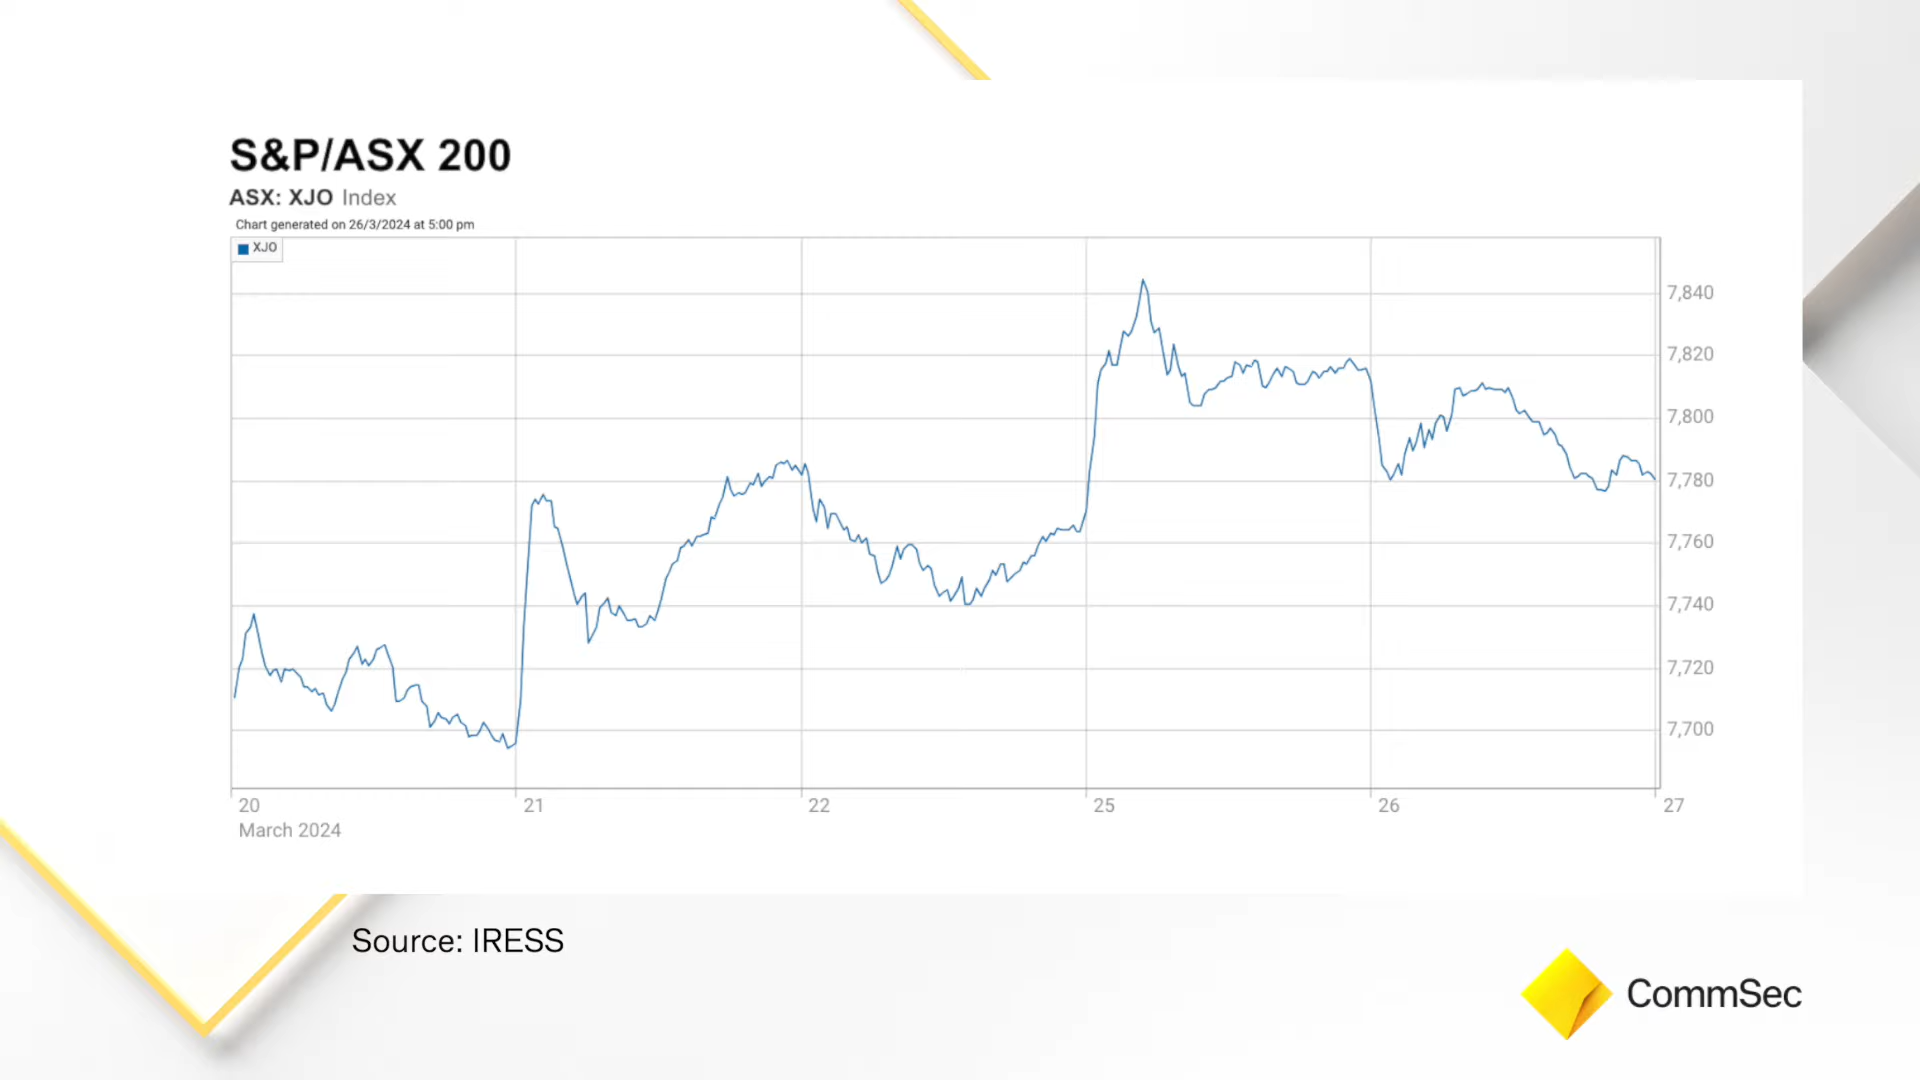 S&P/ASX 200
ASX: XJO Index
Chart generated on 26/3/2024 at 5:00 pm
XJO
7,840
7,820
7,800
7,780
7,760
7,740
7,720
7,700
20 21 22 25 26 27
March 2024
Source: IRESS
CommSec